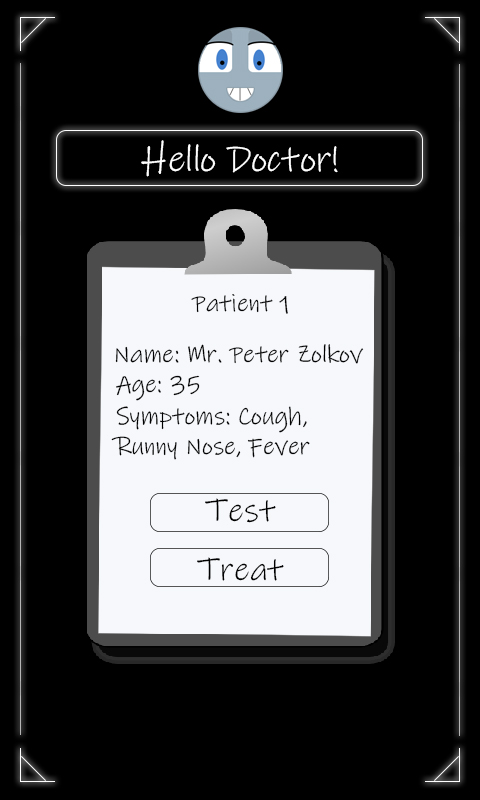 Hello Doctor!
Patient 1
Name: Mr. Peter Zolkov
Age: 35
Symptoms: Cough,
Runny Nose, Fever
Test
Treat